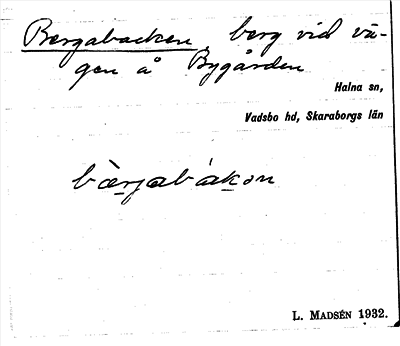 Bergabacken, berg vid vä-
gen å Bygården
Halna sn,
Vadsbo hd, Skaraborgs län
bæ̀rjabákən
L. MADSÉN 1932.